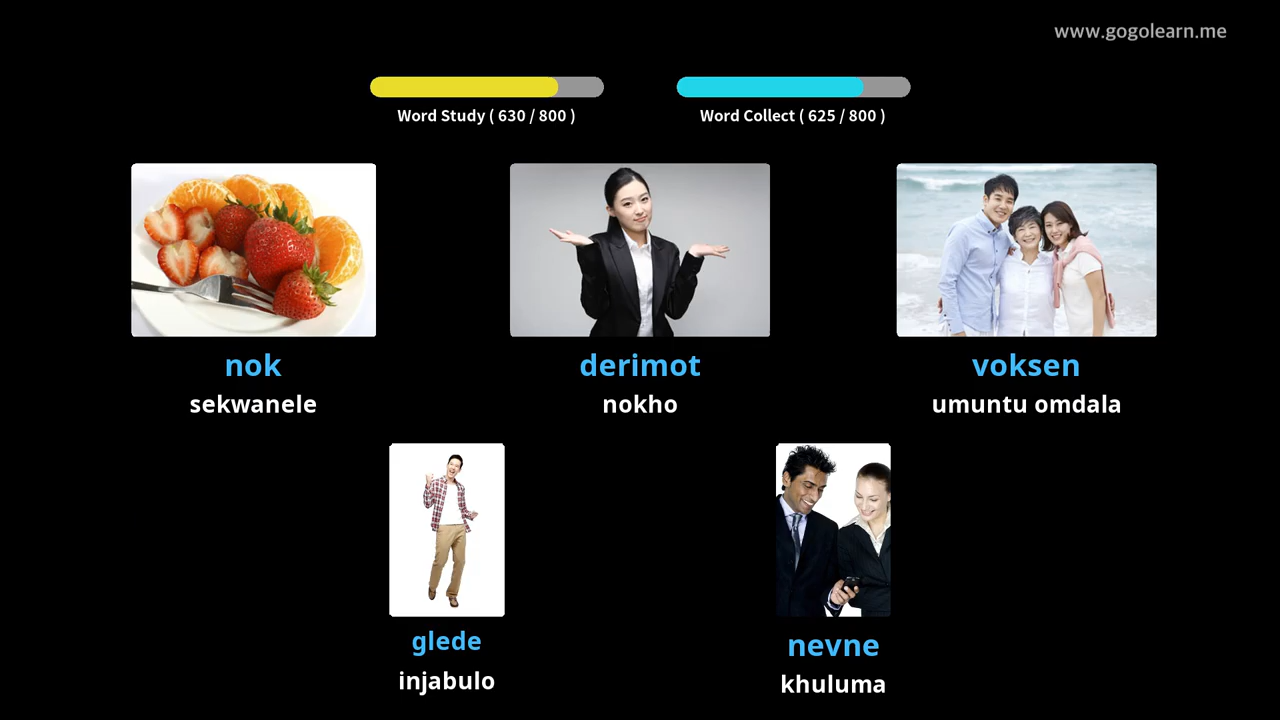 www.gogolearn.me
Word Study ( 630 / 800 )
Word Collect ( 625 / 800 )
nok
sekwanele
derimot
nokho
voksen
umuntu omdala
glede
injabulo
nevne
khuluma